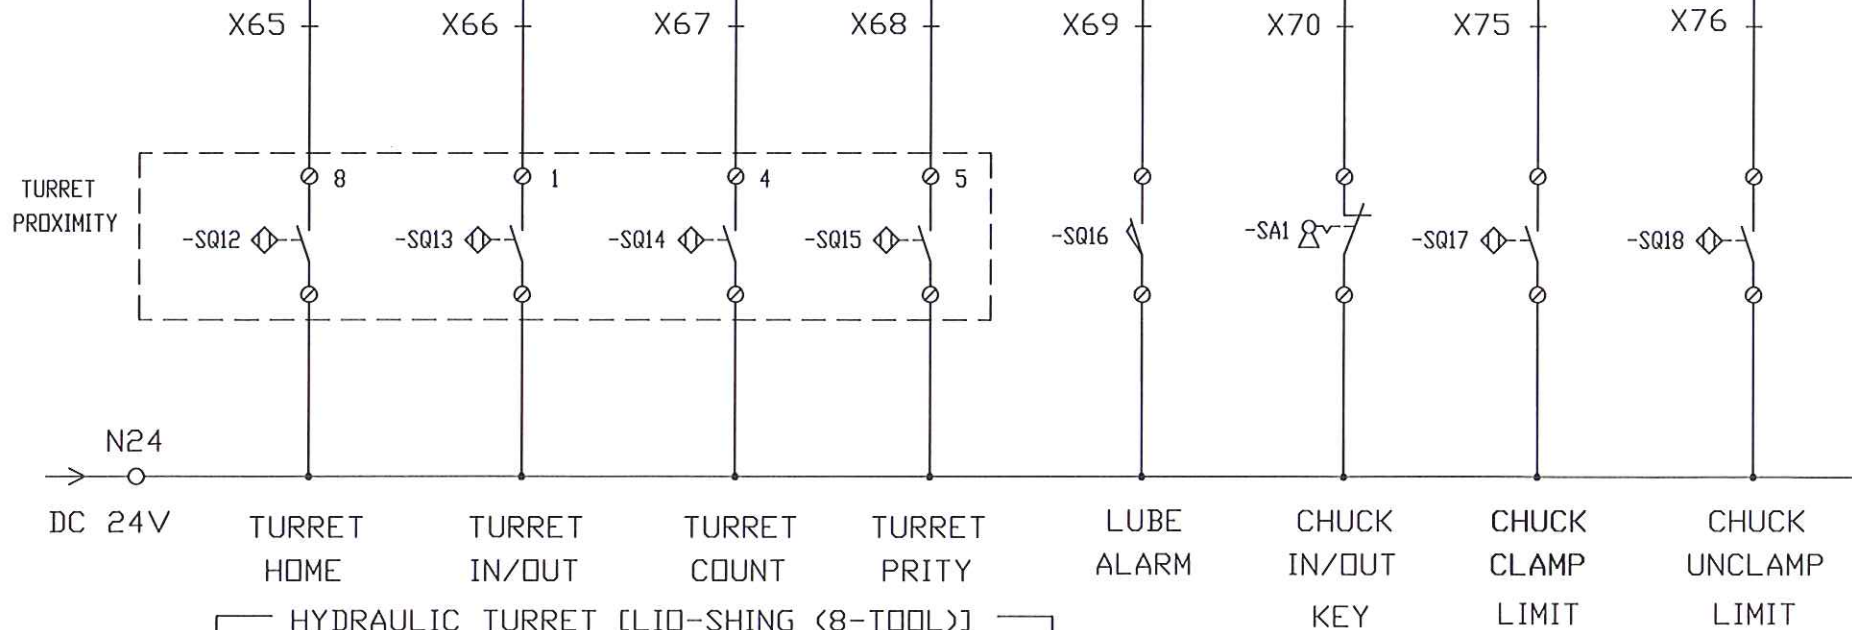 X65 X66 X67 X68 X69 X70 X75 X76
8 1 4 5
TURRET
PROXIMITY
-SQ12 -SQ13 -SQ14 -SQ15 -SQ16 -SA1 -SQ17 -SQ18
N24
DC 24V
TURRET TURRET TURRET TURRET LUBE CHUCK CHUCK CHUCK
HOME IN/OUT COUNT PRITY ALARM IN/OUT CLAMP UNCLAMP
HYDRAULIC TURRET [LIO-SHING (8-TOOL)] KEY LIMIT LIMIT